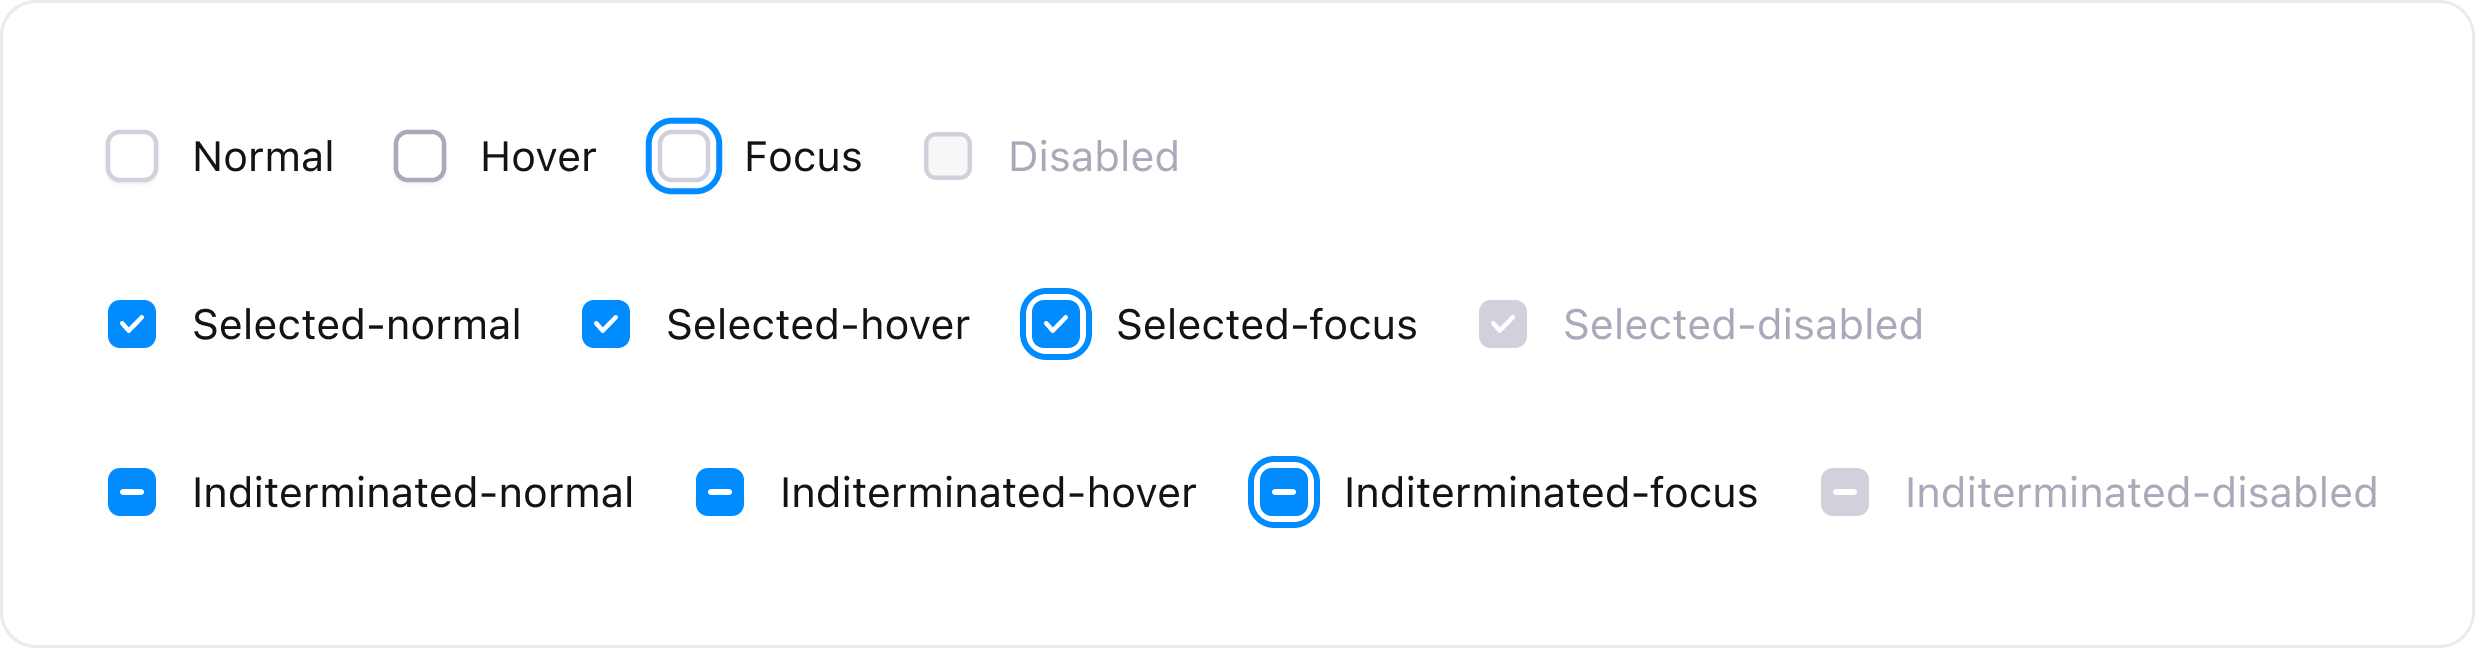 Normal Hover Focus Disabled
Selected-normal Selected-hover Selected-focus Selected-disabled
Inditerminated-normal Inditerminated-hover Inditerminated-focus Inditerminated-disabled